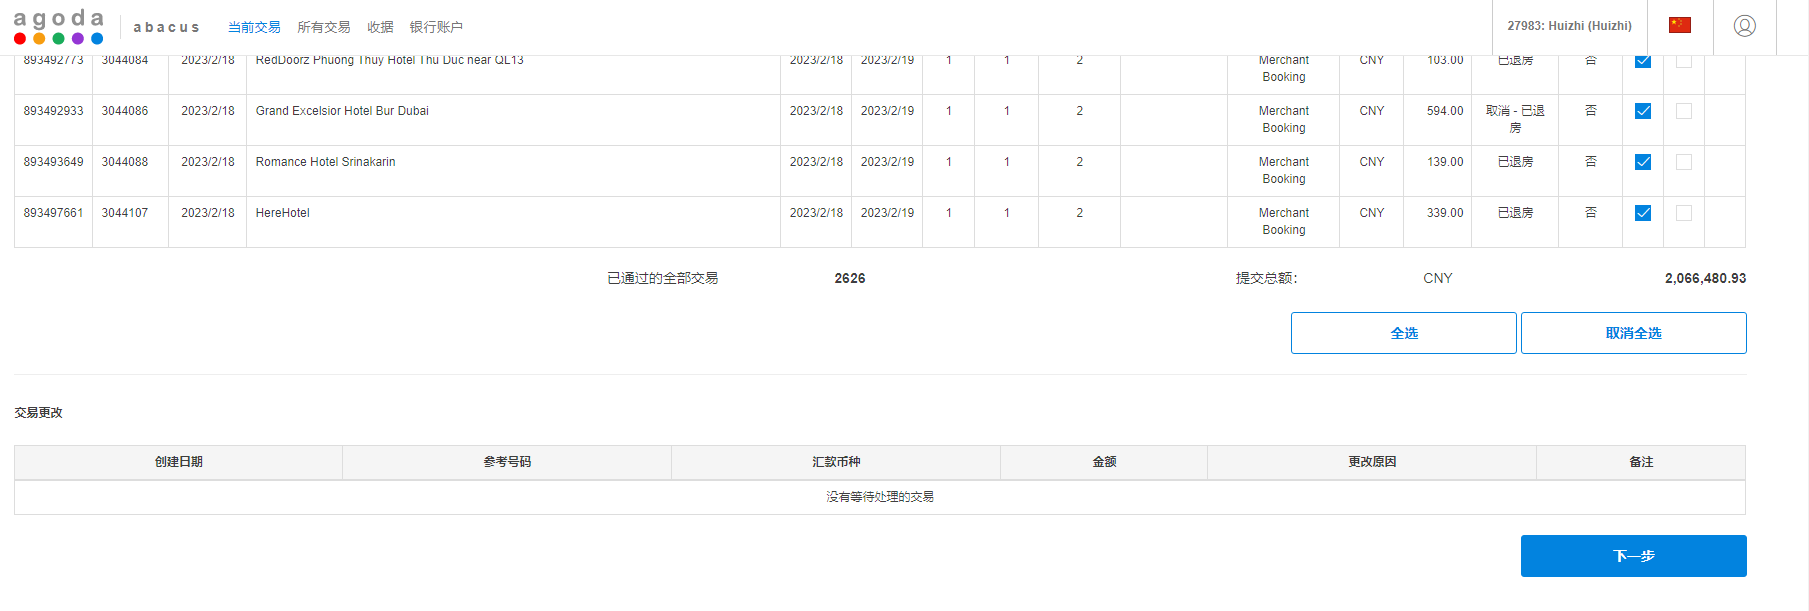 agoda abacus 当前交易 所有交易 收据 银行账户 27983: Huizhi (Huizhi)
893492773 3044084 2023/2/18 RedDoorz Phuong Thuy Hotel Thu Duc near QL13 2023/2/18 2023/2/19 1 1 2 Merchant Booking CNY 103.00 已退房 否
893492933 3044086 2023/2/18 Grand Excelsior Hotel Bur Dubai 2023/2/18 2023/2/19 1 1 2 Merchant Booking CNY 594.00 取消 - 已退房 否
893493649 3044088 2023/2/18 Romance Hotel Srinakarin 2023/2/18 2023/2/19 1 1 2 Merchant Booking CNY 139.00 已退房 否
893497661 3044107 2023/2/18 HereHotel 2023/2/18 2023/2/19 1 1 2 Merchant Booking CNY 339.00 已退房 否
已通过的全部交易 2626 提交总额: CNY 2,066,480.93
全选 取消全选
交易更改
创建日期 参考号码 汇款币种 金额 更改原因 备注
没有等待处理的交易
下一步